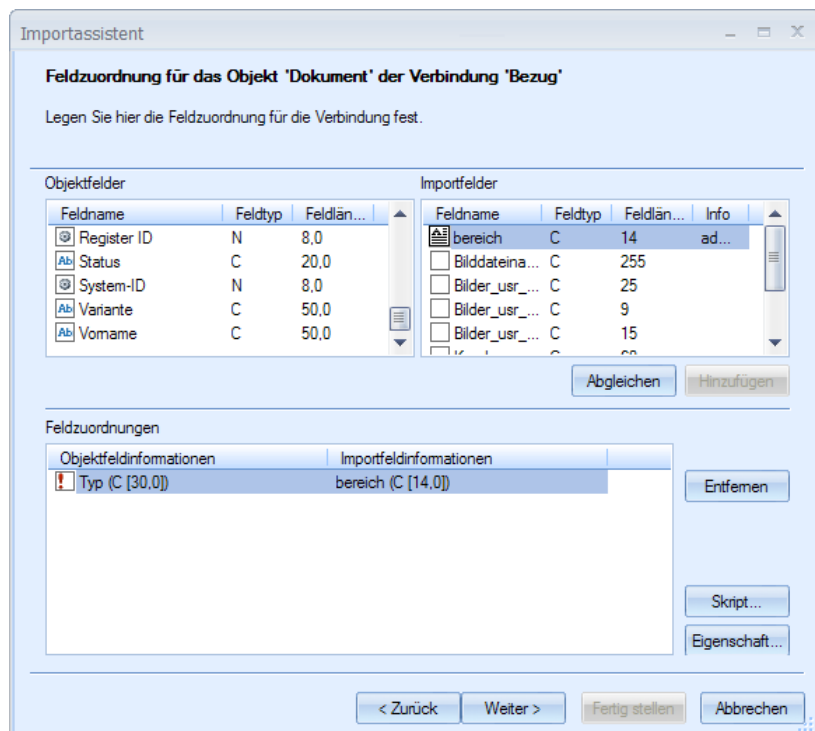 Importassistent
Feldzuordnung für das Objekt 'Dokument' der Verbindung 'Bezug'
Legen Sie hier die Feldzuordnung für die Verbindung fest.
Objektfelder
Feldname Feldtyp Feldlän...
Register ID N 8,0
Ab Status C 20,0
System-ID N 8,0
Ab Variante C 50,0
Ab Vorname C 50,0
Importfelder
Feldname Feldtyp Feldlän... Info
bereich C 14 ad...
Bilddateina... C 255
Bilder_usr_... C 25
Bilder_usr_... C 9
Bilder_usr_... C 15
Abgleichen Hinzufügen
Feldzuordnungen
Objektfeldinformationen Importfeldinformationen
Typ (C [30,0]) bereich (C [14,0])
Entfernen
Skript...
Eigenschaft...
< Zurück Weiter > Fertig stellen Abbrechen